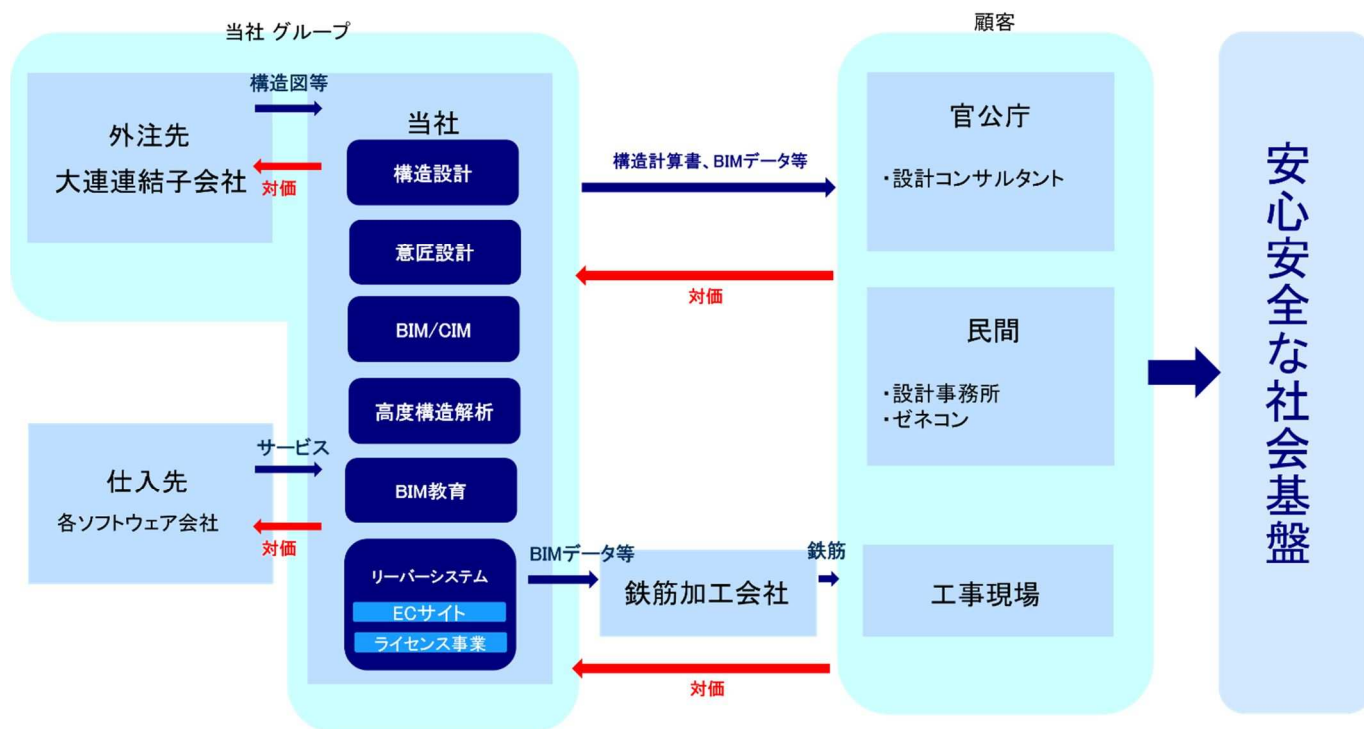 当社 グループ
顧客
外注先
大連連結子会社
構造図等
対価
仕入先
各ソフトウェア会社
サービス
対価
当社
構造設計
意匠設計
BIM/CIM
高度構造解析
BIM教育
リーバーシステム
ECサイト
ライセンス事業
構造計算書、BIMデータ等
対価
BIMデータ等
鉄筋加工会社
鉄筋
対価
官公庁
・設計コンサルタント
民間
・設計事務所
・ゼネコン
工事現場
安心安全な社会基盤